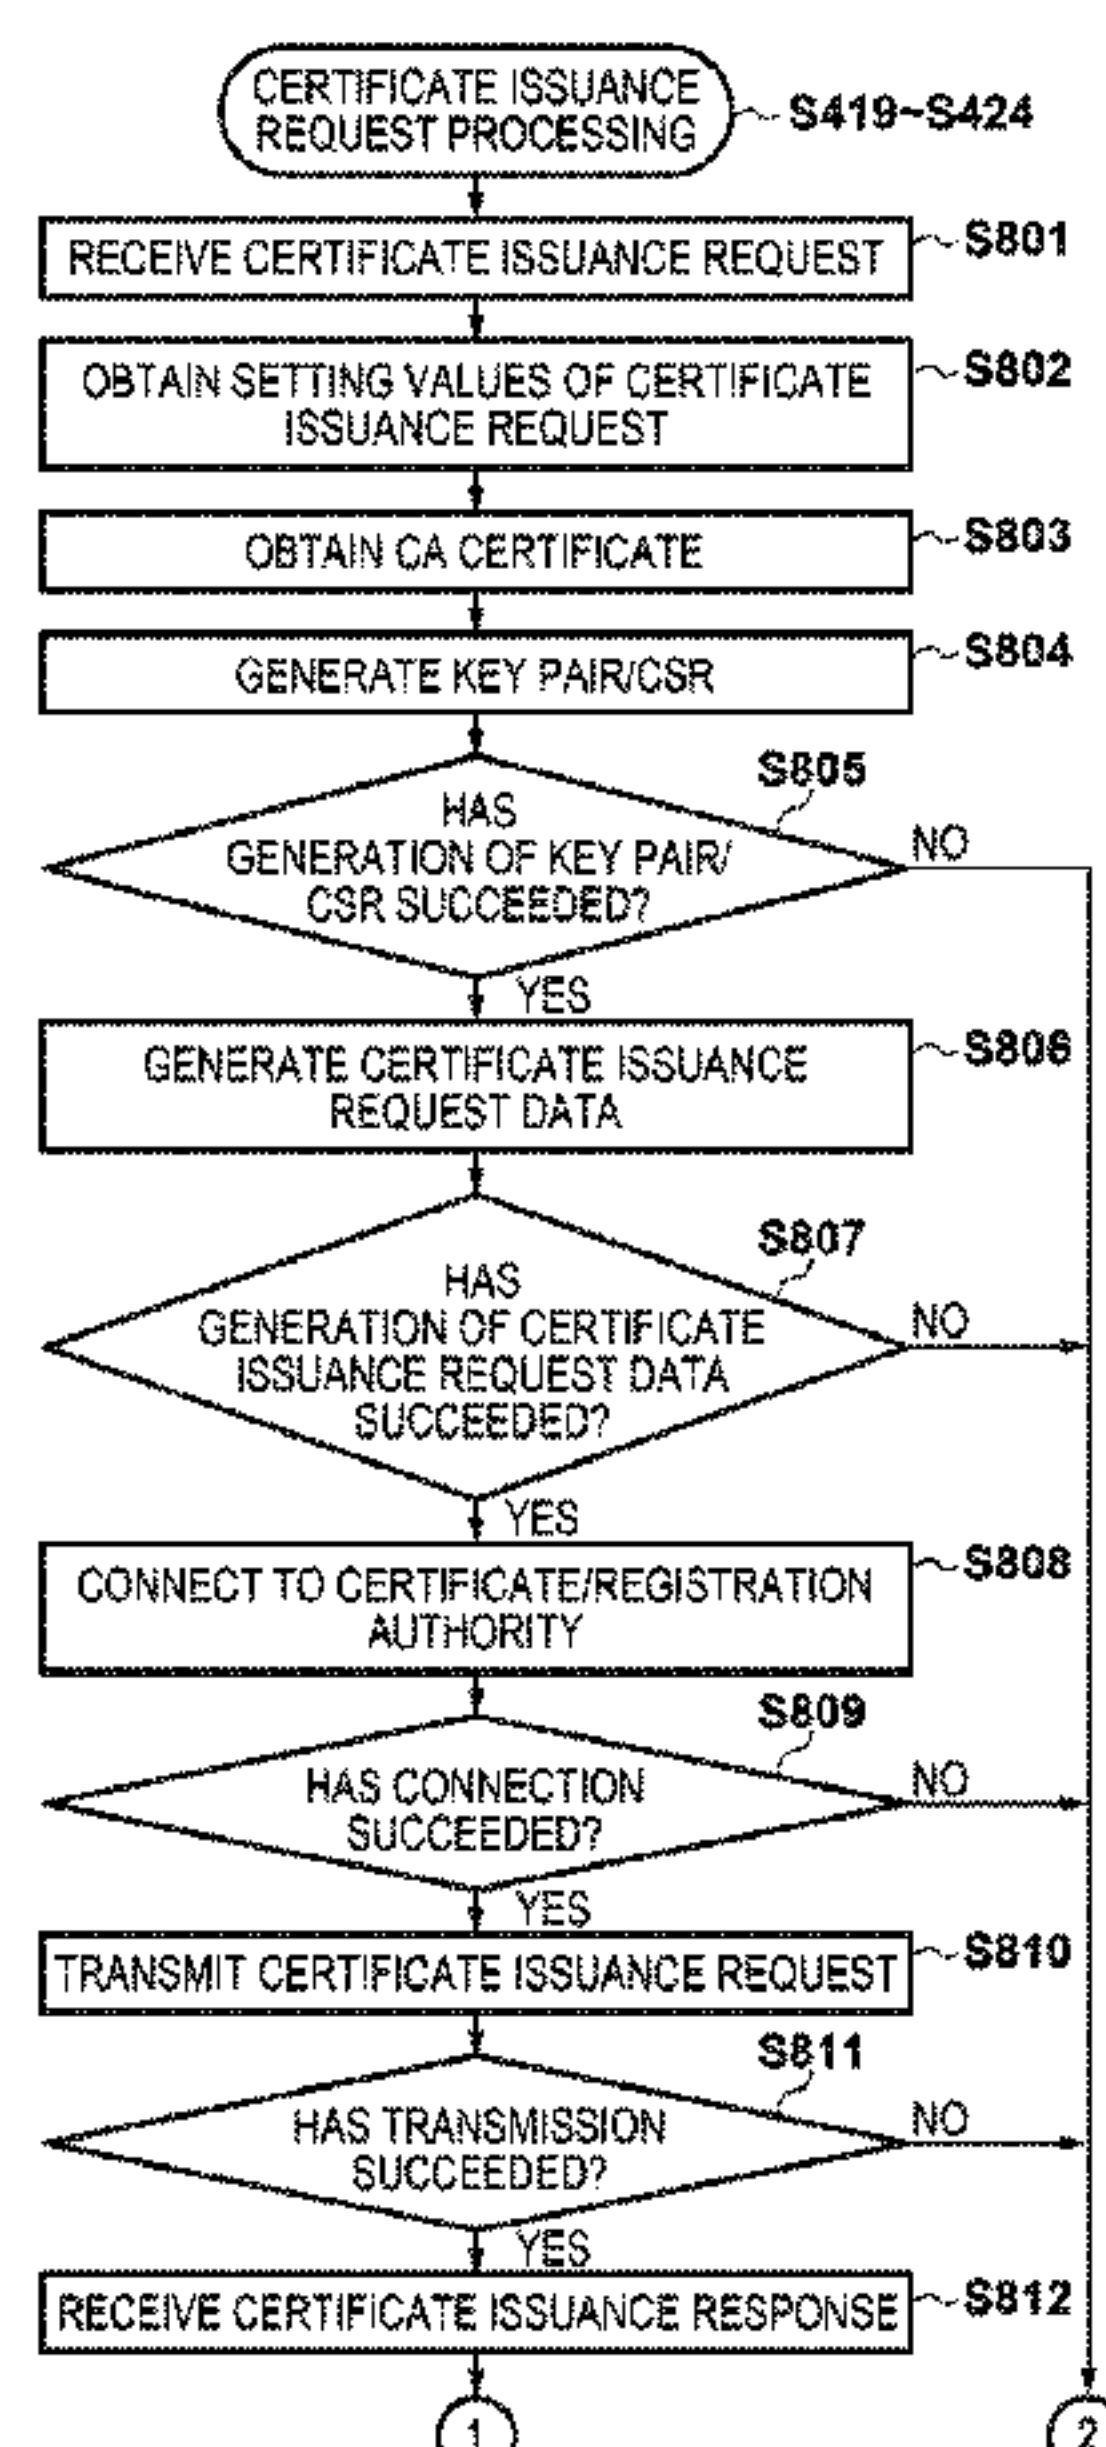 CERTIFICATE ISSUANCE
REQUEST PROCESSING
S419~S424
RECEIVE CERTIFICATE ISSUANCE REQUEST
S801
OBTAIN SETTING VALUES OF CERTIFICATE
ISSUANCE REQUEST
S802
OBTAIN CA CERTIFICATE
S803
GENERATE KEY PAIR/CSR
S804
S805
HAS
GENERATION OF KEY PAIR/
CSR SUCCEEDED?
NO
YES
GENERATE CERTIFICATE ISSUANCE
REQUEST DATA
S806
S807
HAS
GENERATION OF CERTIFICATE
ISSUANCE REQUEST DATA
SUCCEEDED?
NO
YES
CONNECT TO CERTIFICATE/REGISTRATION
AUTHORITY
S808
S809
HAS CONNECTION
SUCCEEDED?
NO
YES
TRANSMIT CERTIFICATE ISSUANCE REQUEST
S810
S811
HAS TRANSMISSION
SUCCEEDED?
NO
YES
RECEIVE CERTIFICATE ISSUANCE RESPONSE
S812
1
2